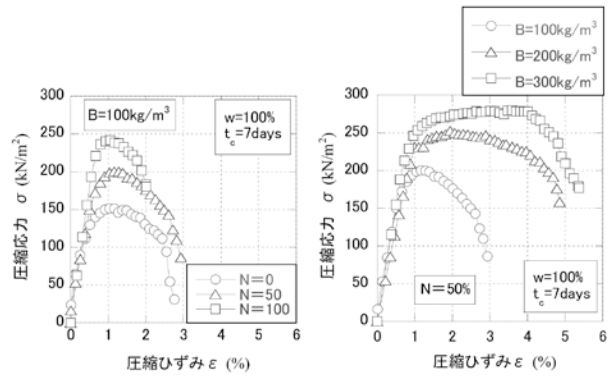 B=100kg/m³
B=200kg/m³
B=300kg/m³
圧縮応力 σ (kN/m²)
300
250
200
150
100
50
0
B=100kg/m³
w=100%
t_c=7days
N=0
N=50
N=100
0 1 2 3 4 5 6
圧縮ひずみ ε (%)
圧縮応力 σ (kN/m²)
300
250
200
150
100
50
0
N=50%
w=100%
t_c=7days
0 1 2 3 4 5 6
圧縮ひずみ ε (%)